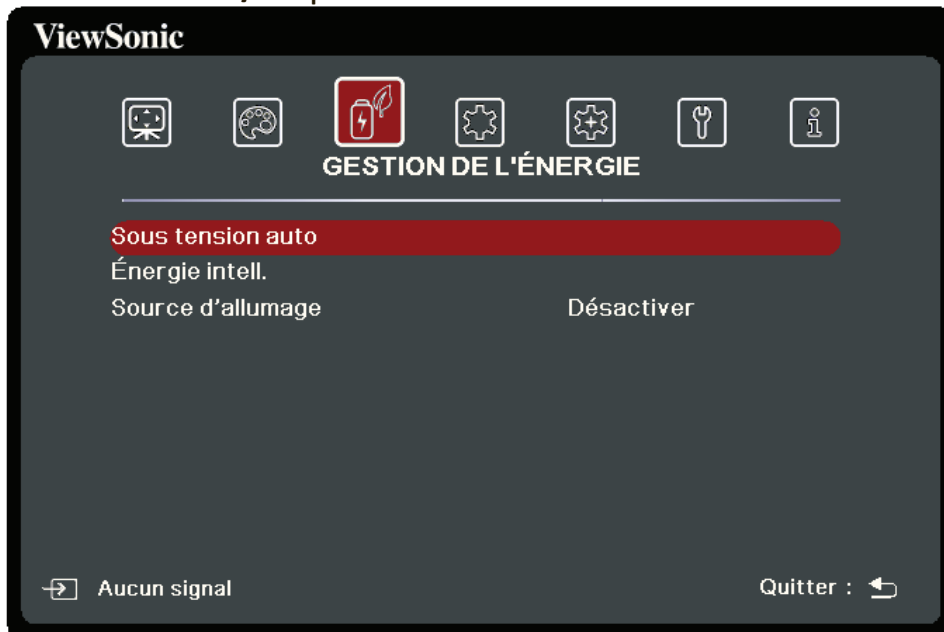 ViewSonic
GESTION DE L'ÉNERGIE
Sous tension auto
Énergie intell.
Source d'allumage Désactiver
Aucun signal Quitter :